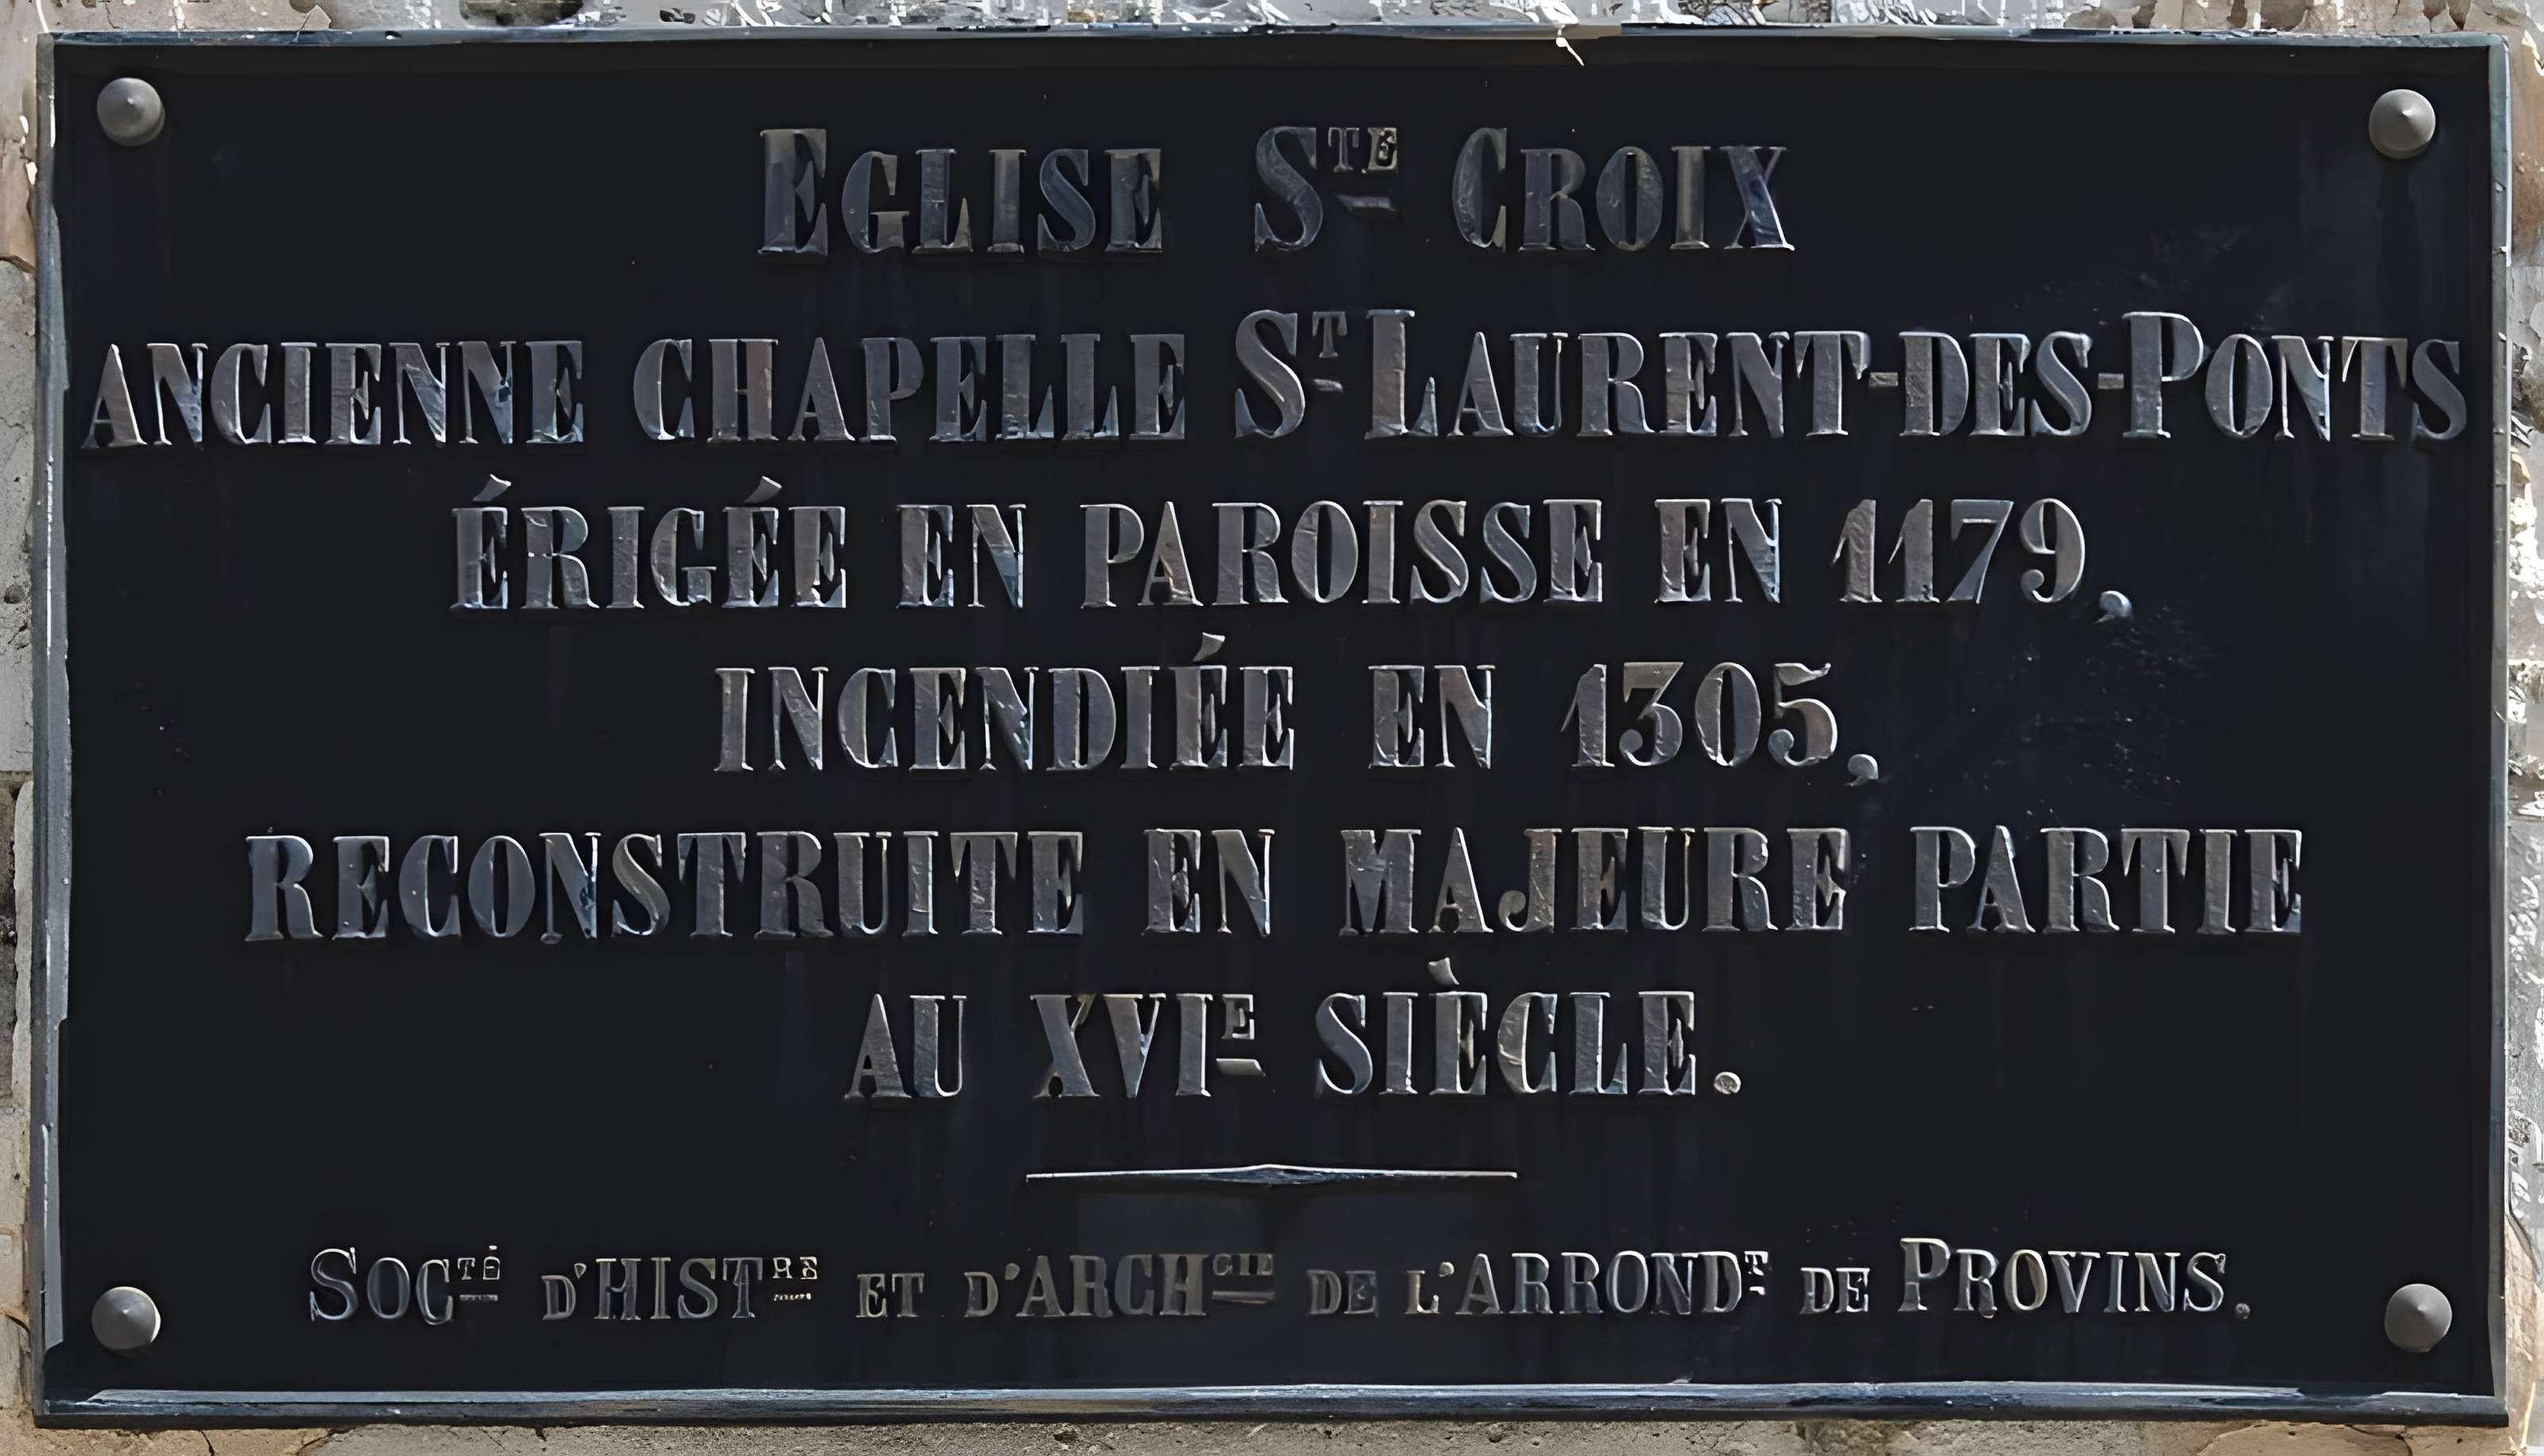 EGLISE STE CROIX
ANCIENNE CHAPELLE ST LAURENT-DES-PONTS
ÉRIGÉE EN PAROISSE EN 1179,
INCENDIÉE EN 1305,
RECONSTRUITE EN MAJEURE PARTIE
AU XVIE SIÈCLE.
SOCTÉ D'HISTRE ET D'ARCHGIE DE L'ARRONDT DE PROVINS.